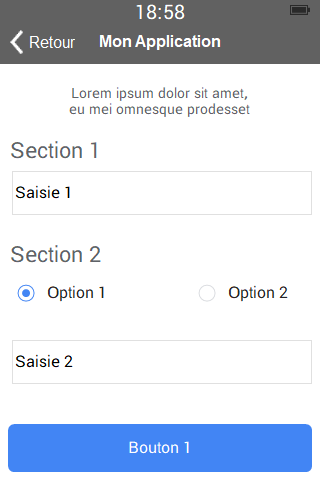 18:58
Retour
Mon Application
Lorem ipsum dolor sit amet,
eu mei omnesque prodesset
Section 1
Saisie 1
Section 2
Option 1
Option 2
Saisie 2
Bouton 1